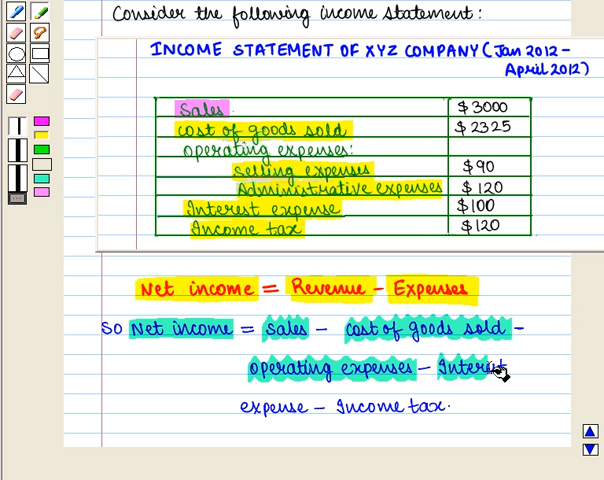 Consider the following income statement:
INCOME STATEMENT OF XYZ COMPANY (Jan 2012 -
April 2012)
Sales $3000
cost of goods sold $2325
operating expenses:
Selling expenses $90
Administrative expenses $120
Interest expense $100
Income tax $120
Net income = Revenue - Expenses
SO Net income = Sales - cost of goods sold -
operating expenses - Interest
expense - Income tax.